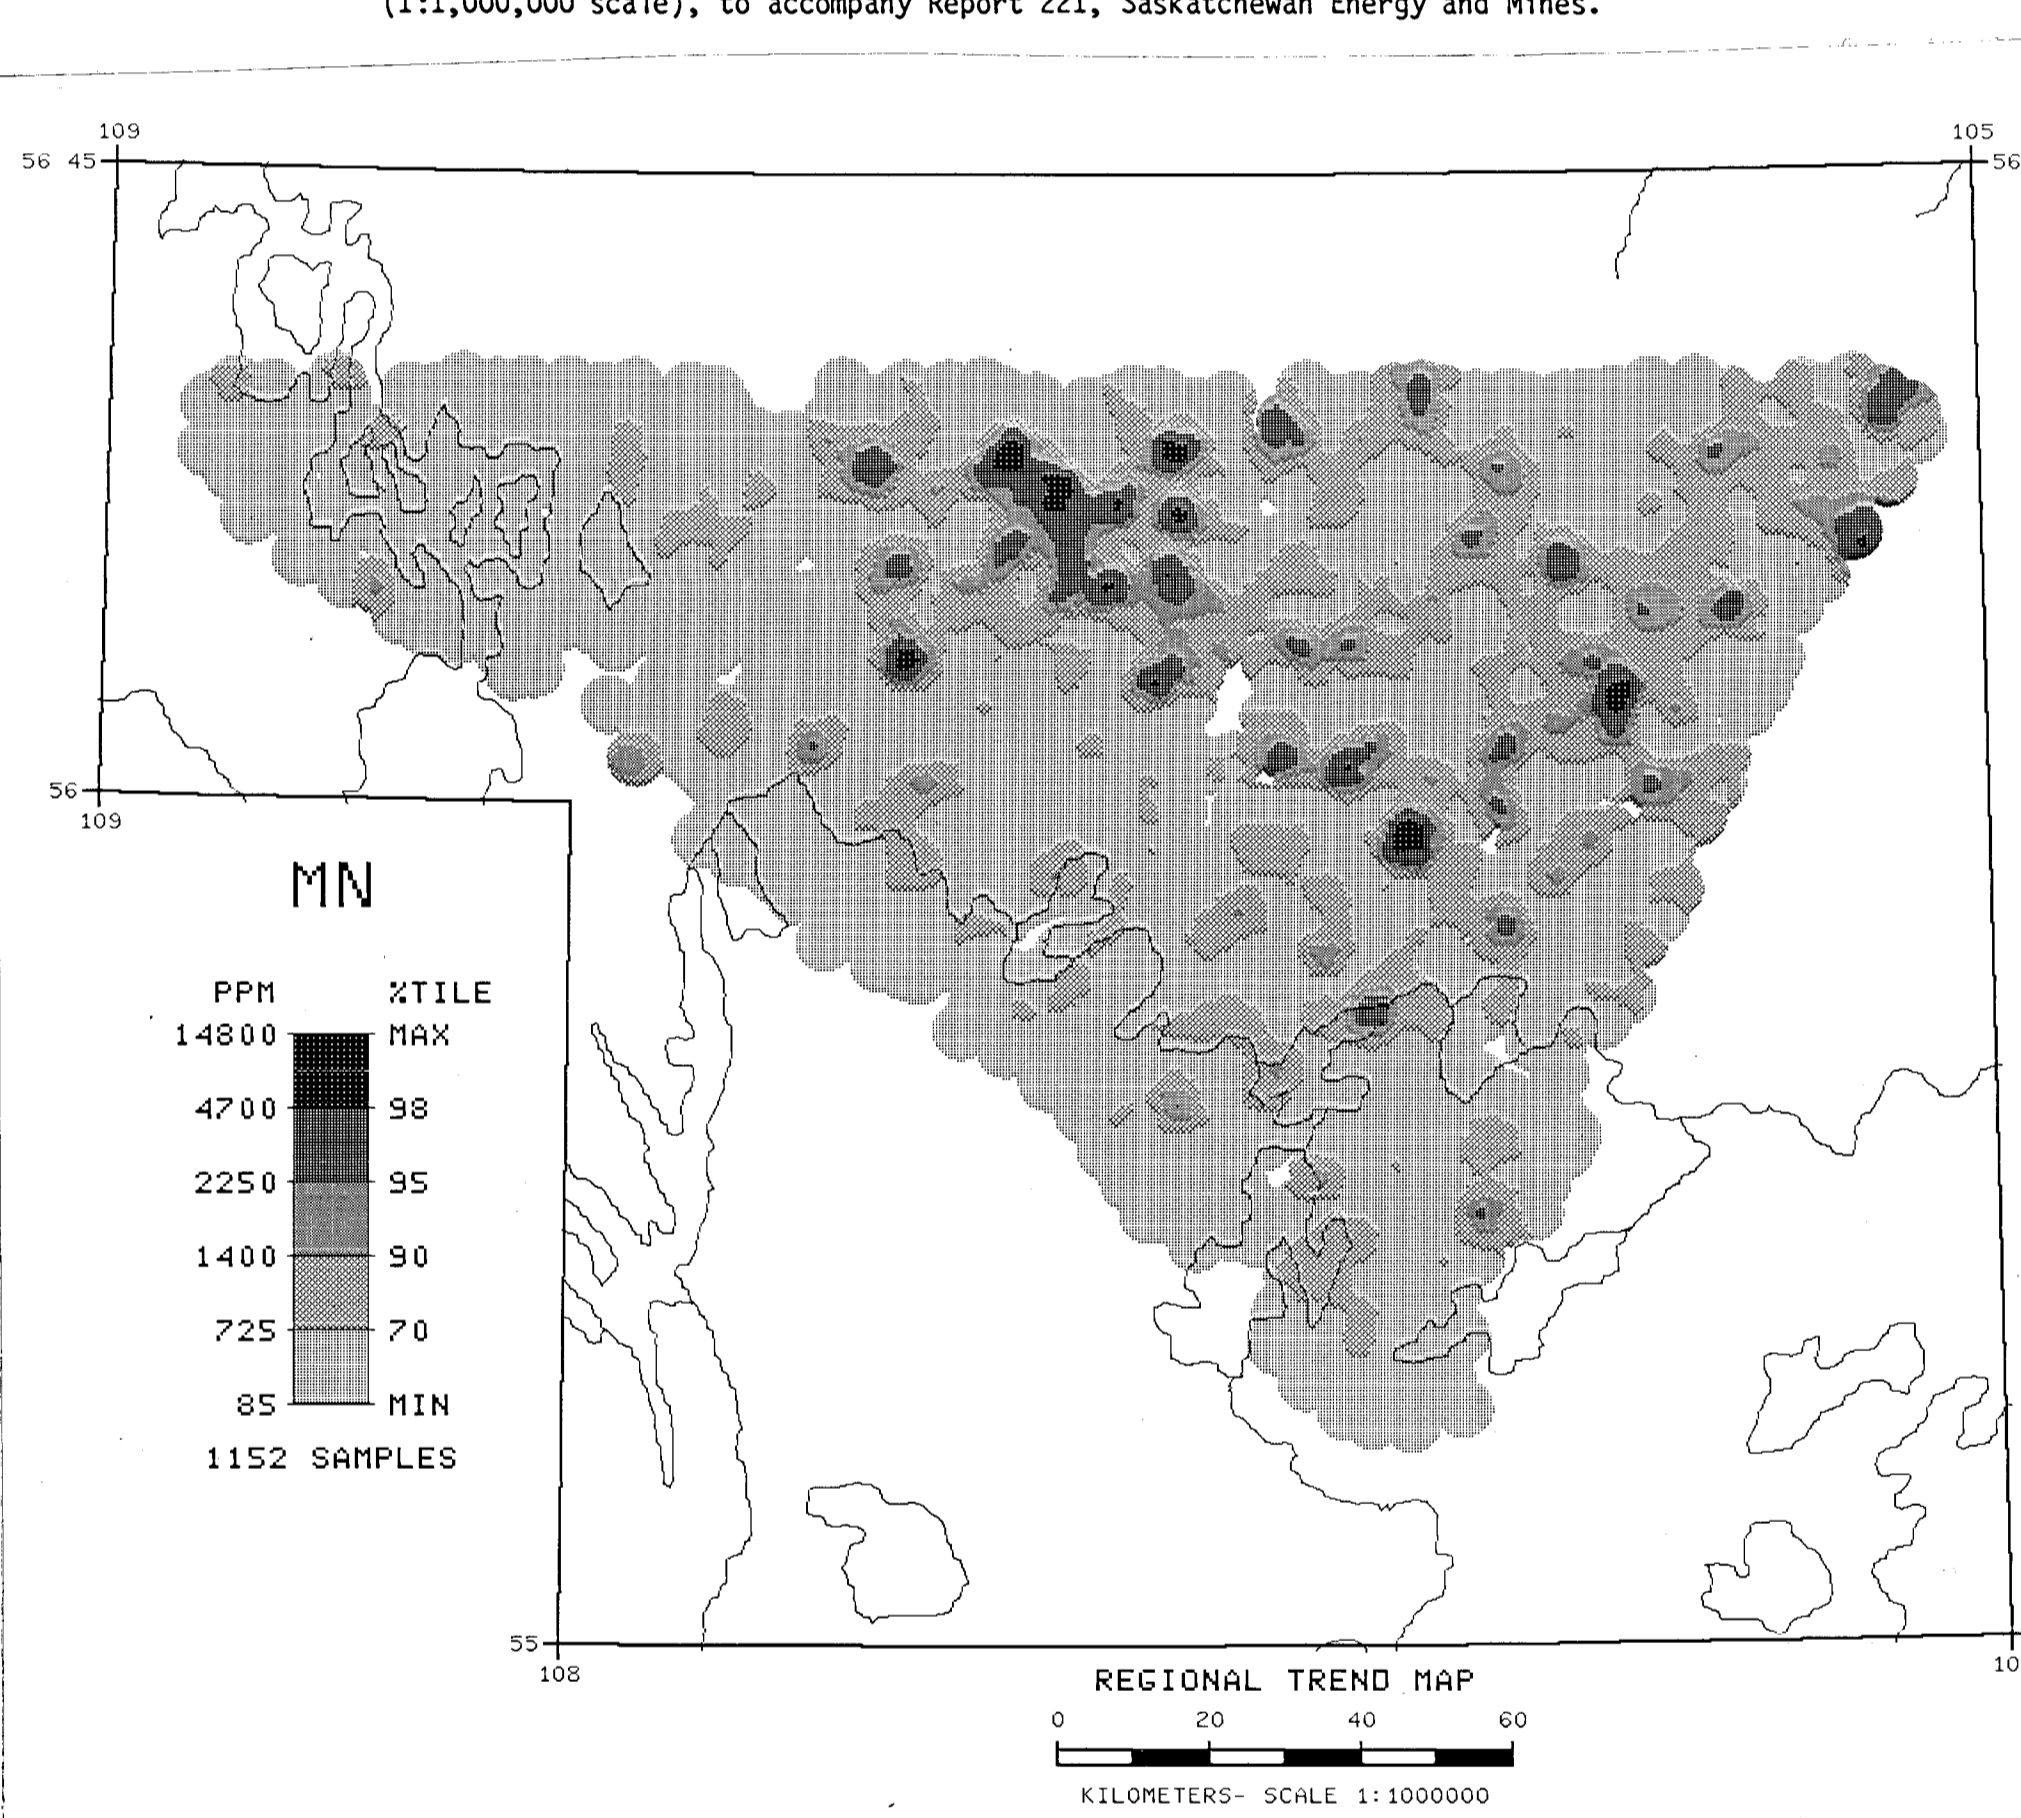 (1:1,000,000 scale), to accompany Report 221, Saskatchewan Energy and Mines.
109
105
56 45
56
56
109
MN
PPM %TILE
14800 MAX
4700 98
2250 95
1400 90
725 70
85 MIN
1152 SAMPLES
55
108
10
REGIONAL TREND MAP
0 20 40 60
KILOMETERS- SCALE 1:1000000